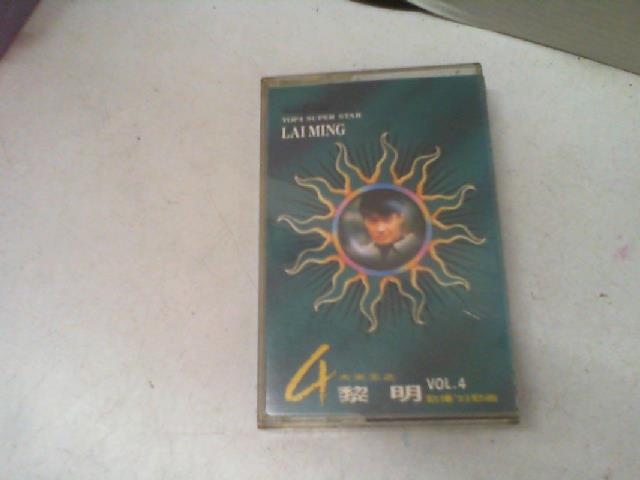 TOP4 SUPER STAR
LAI MING
4
黎 明
VOL.4